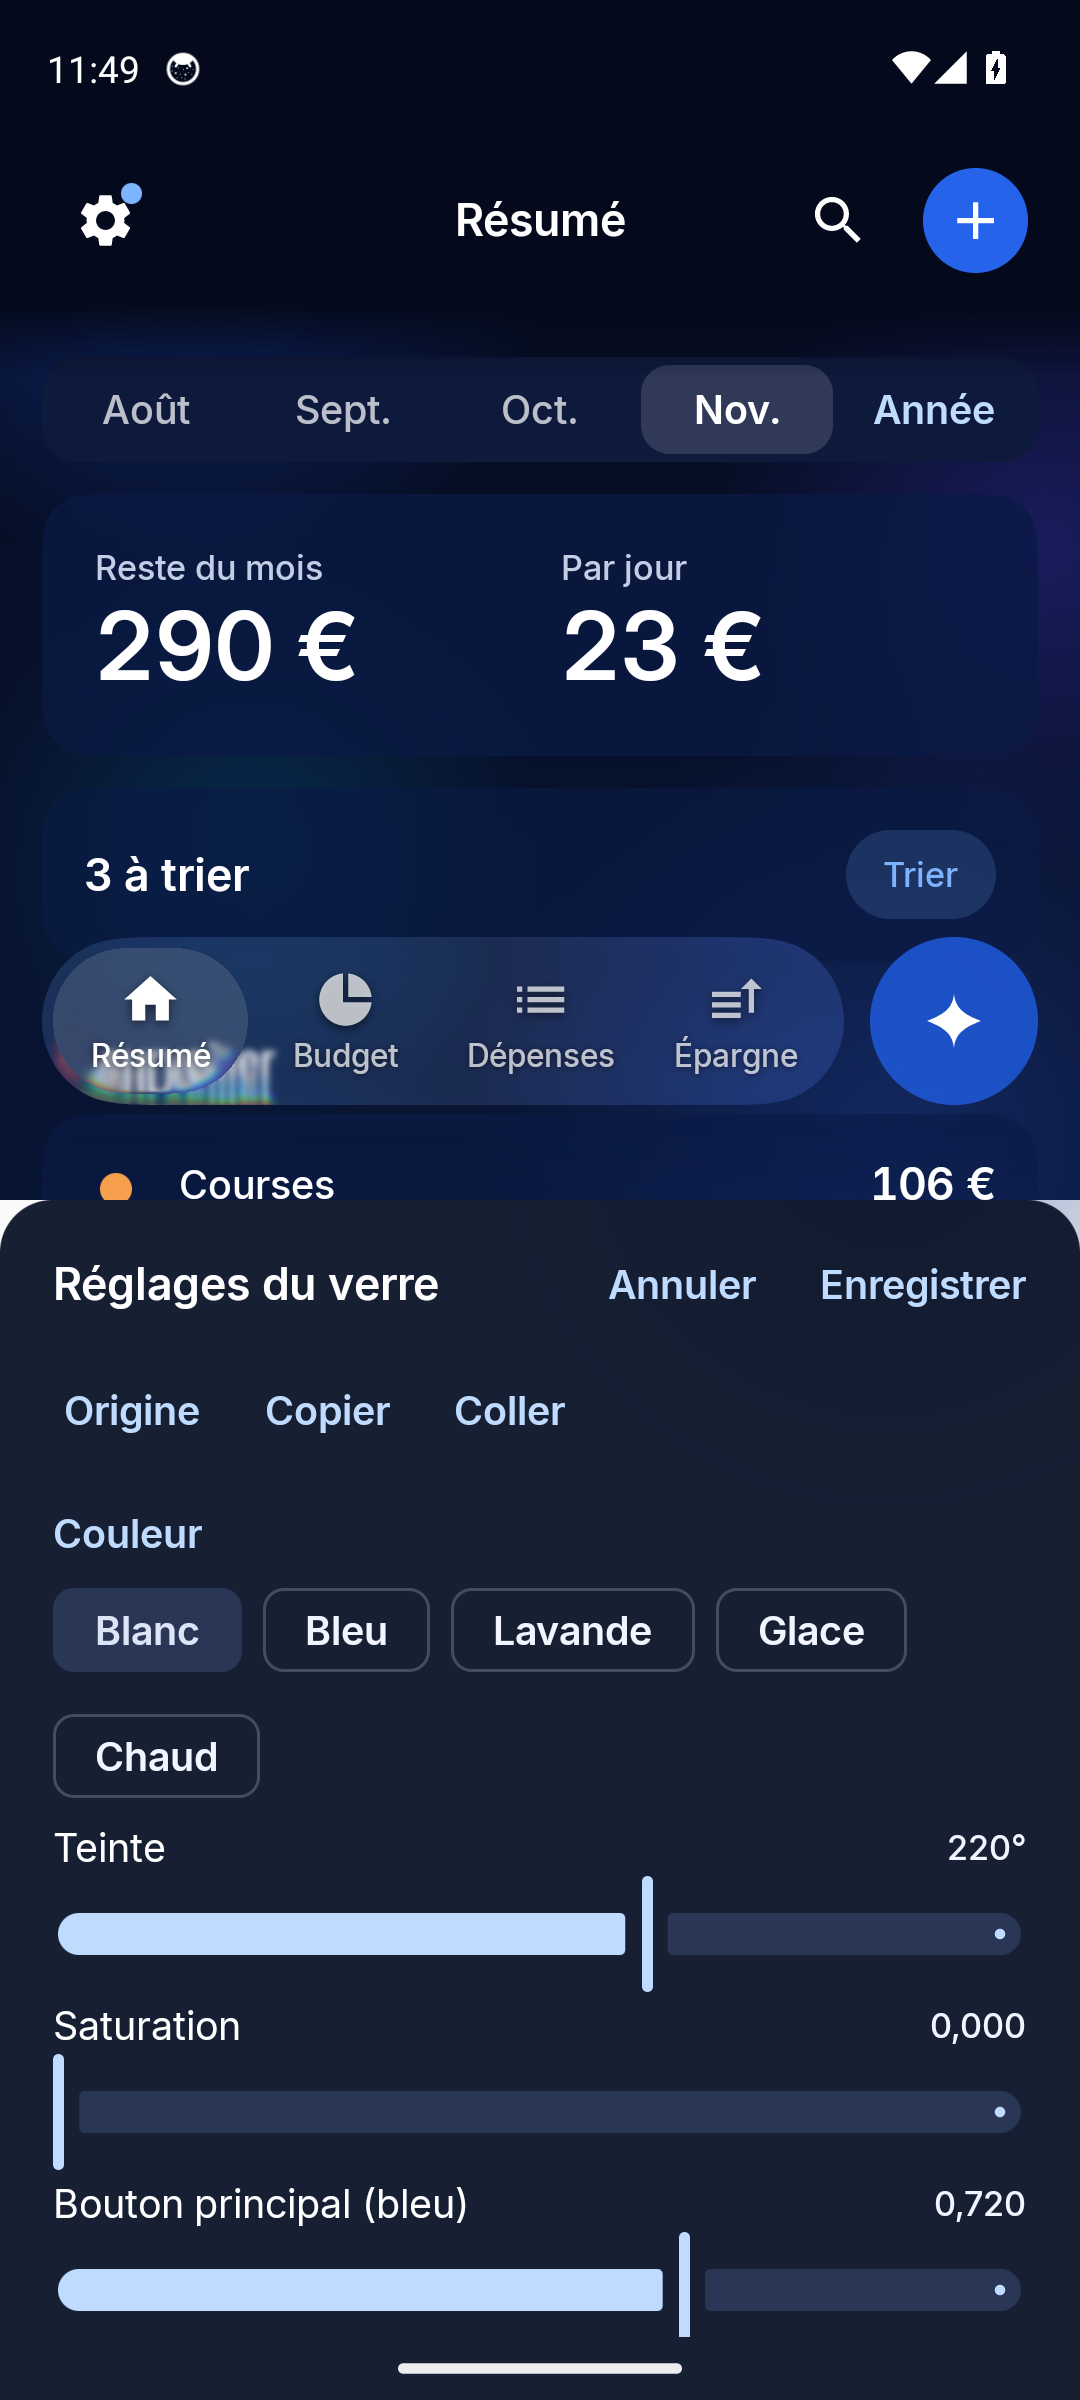 11:49
Résumé
Août Sept. Oct. Nov. Année
Reste du mois Par jour
290 € 23 €
3 à trier
Trier
Résumé Budget Dépenses Épargne
Courses 106 €
Réglages du verre Annuler Enregistrer
Origine Copier Coller
Couleur
Blanc Bleu Lavande Glace
Chaud
Teinte 220°
Saturation 0,000
Bouton principal (bleu) 0,720